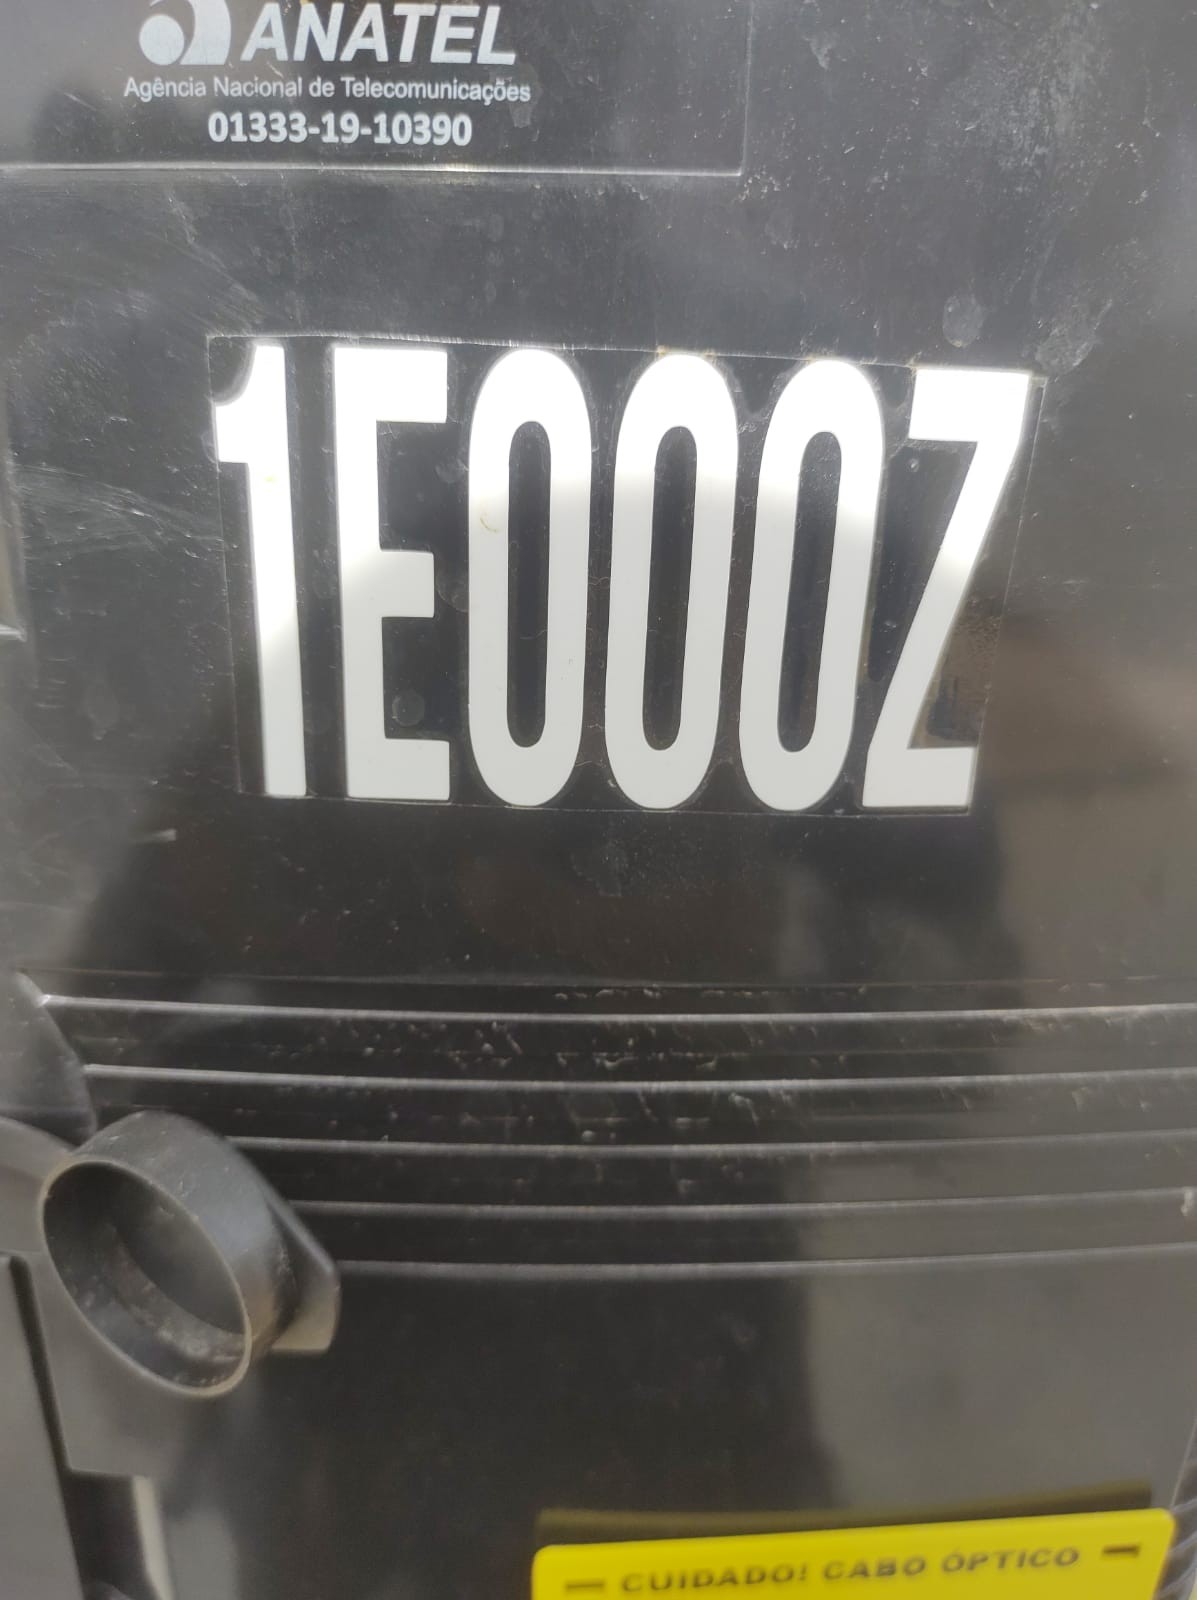 ANATEL
Agência Nacional de Telecomunicações
01333-19-10390
1E000Z
CUIDADO! CABO ÓPTICO